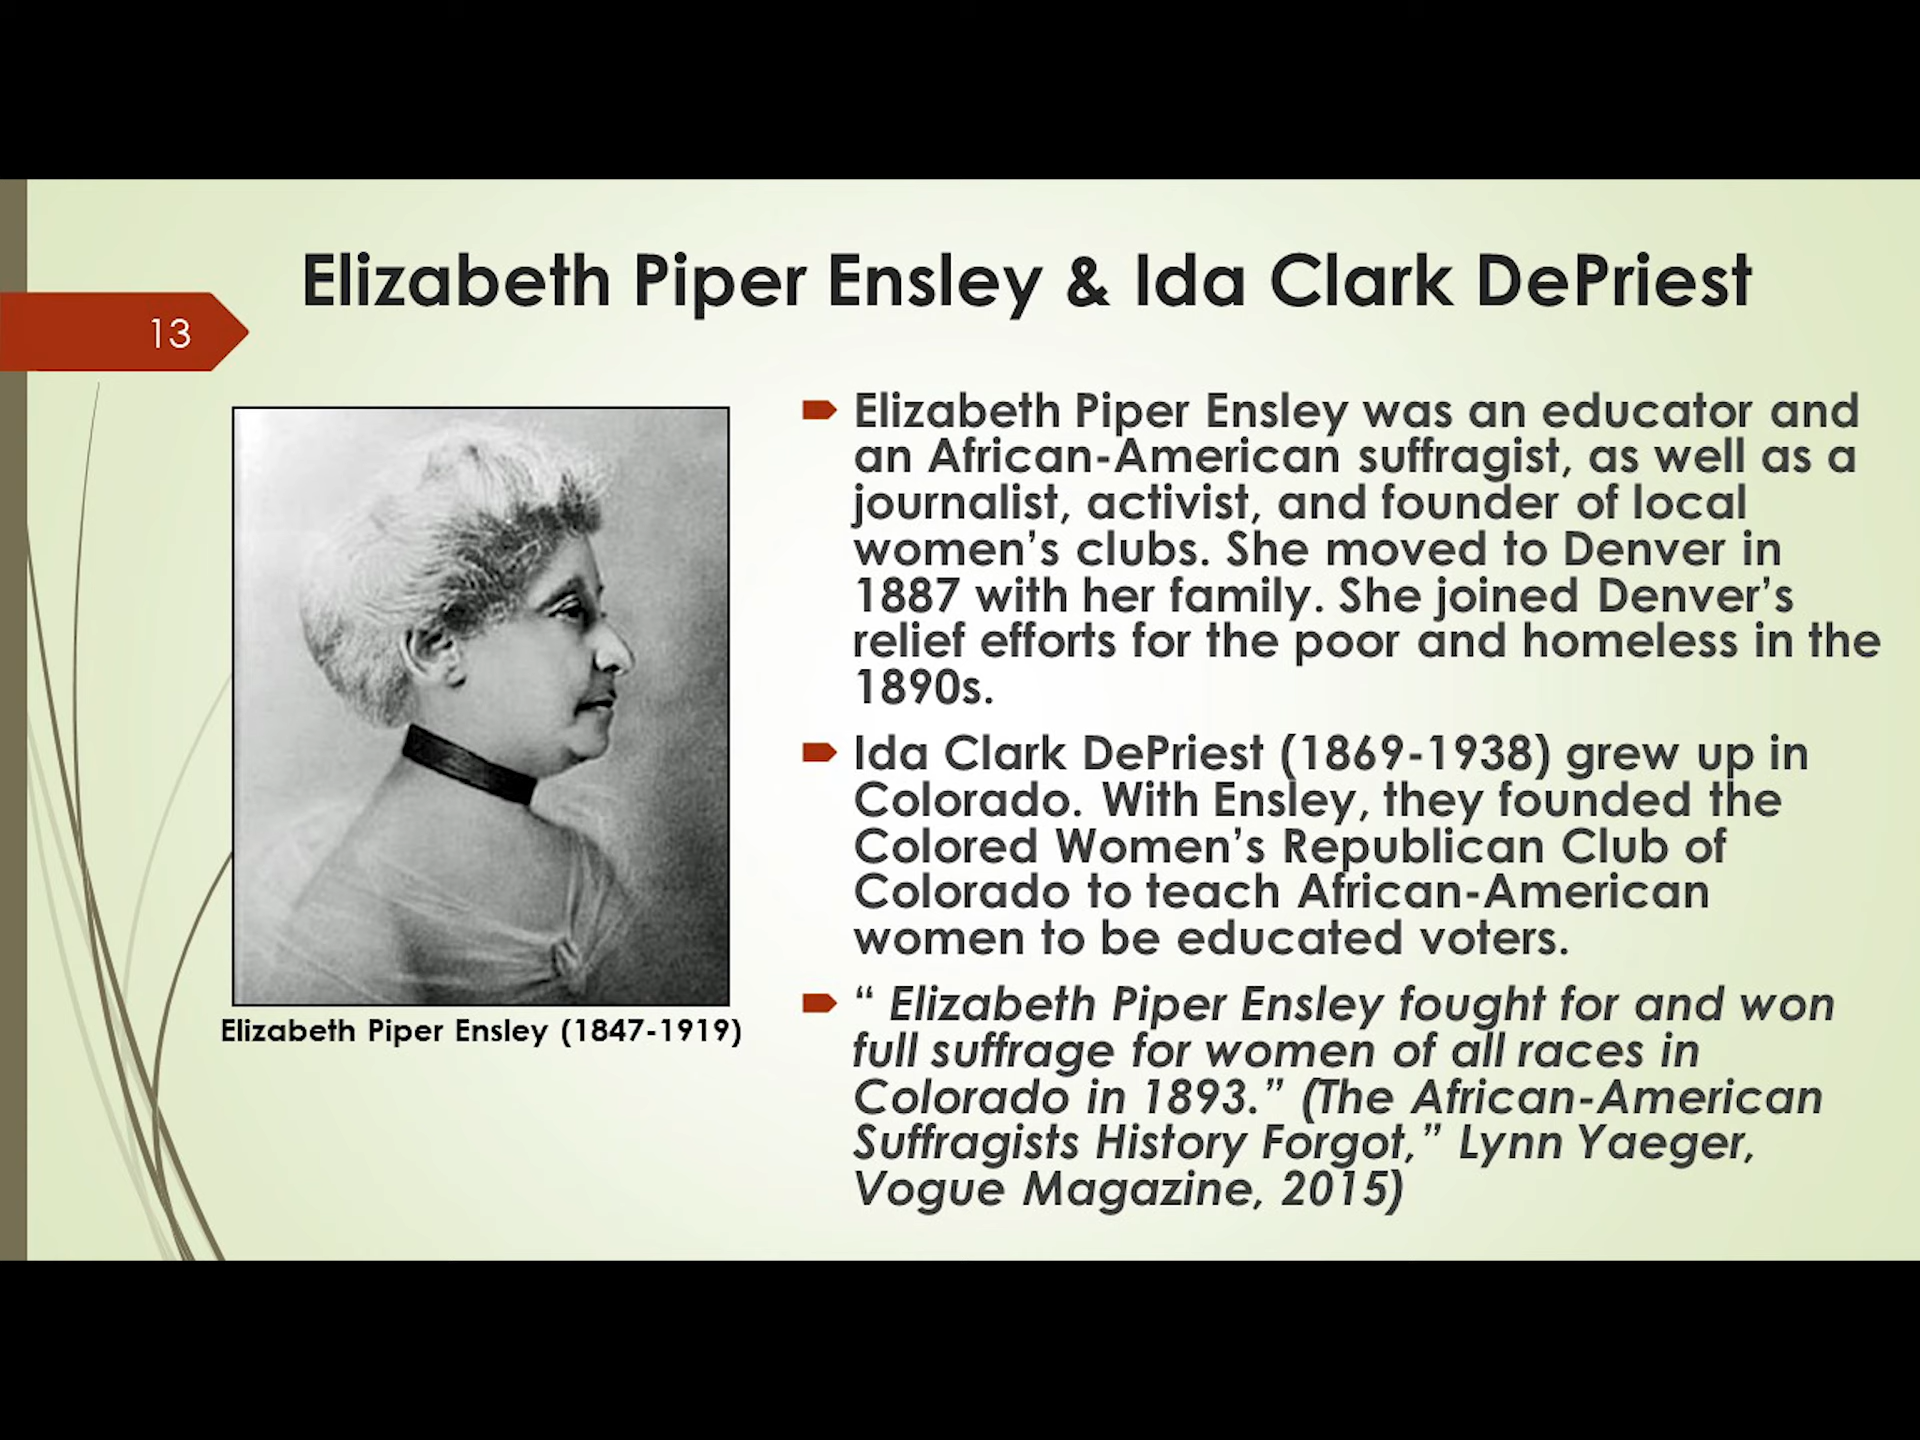 Elizabeth Piper Ensley & Ida Clark DePriest
13
Elizabeth Piper Ensley was an educator and
an African-American suffragist, as well as a
journalist, activist, and founder of local
women’s clubs. She moved to Denver in
1887 with her family. She joined Denver’s
relief efforts for the poor and homeless in the
1890s.
Ida Clark DePriest (1869-1938) grew up in
Colorado. With Ensley, they founded the
Colored Women’s Republican Club of
Colorado to teach African-American
women to be educated voters.
“ Elizabeth Piper Ensley fought for and won
full suffrage for women of all races in
Colorado in 1893.” (The African-American
Suffragists History Forgot,” Lynn Yaeger,
Vogue Magazine, 2015)
Elizabeth Piper Ensley (1847-1919)